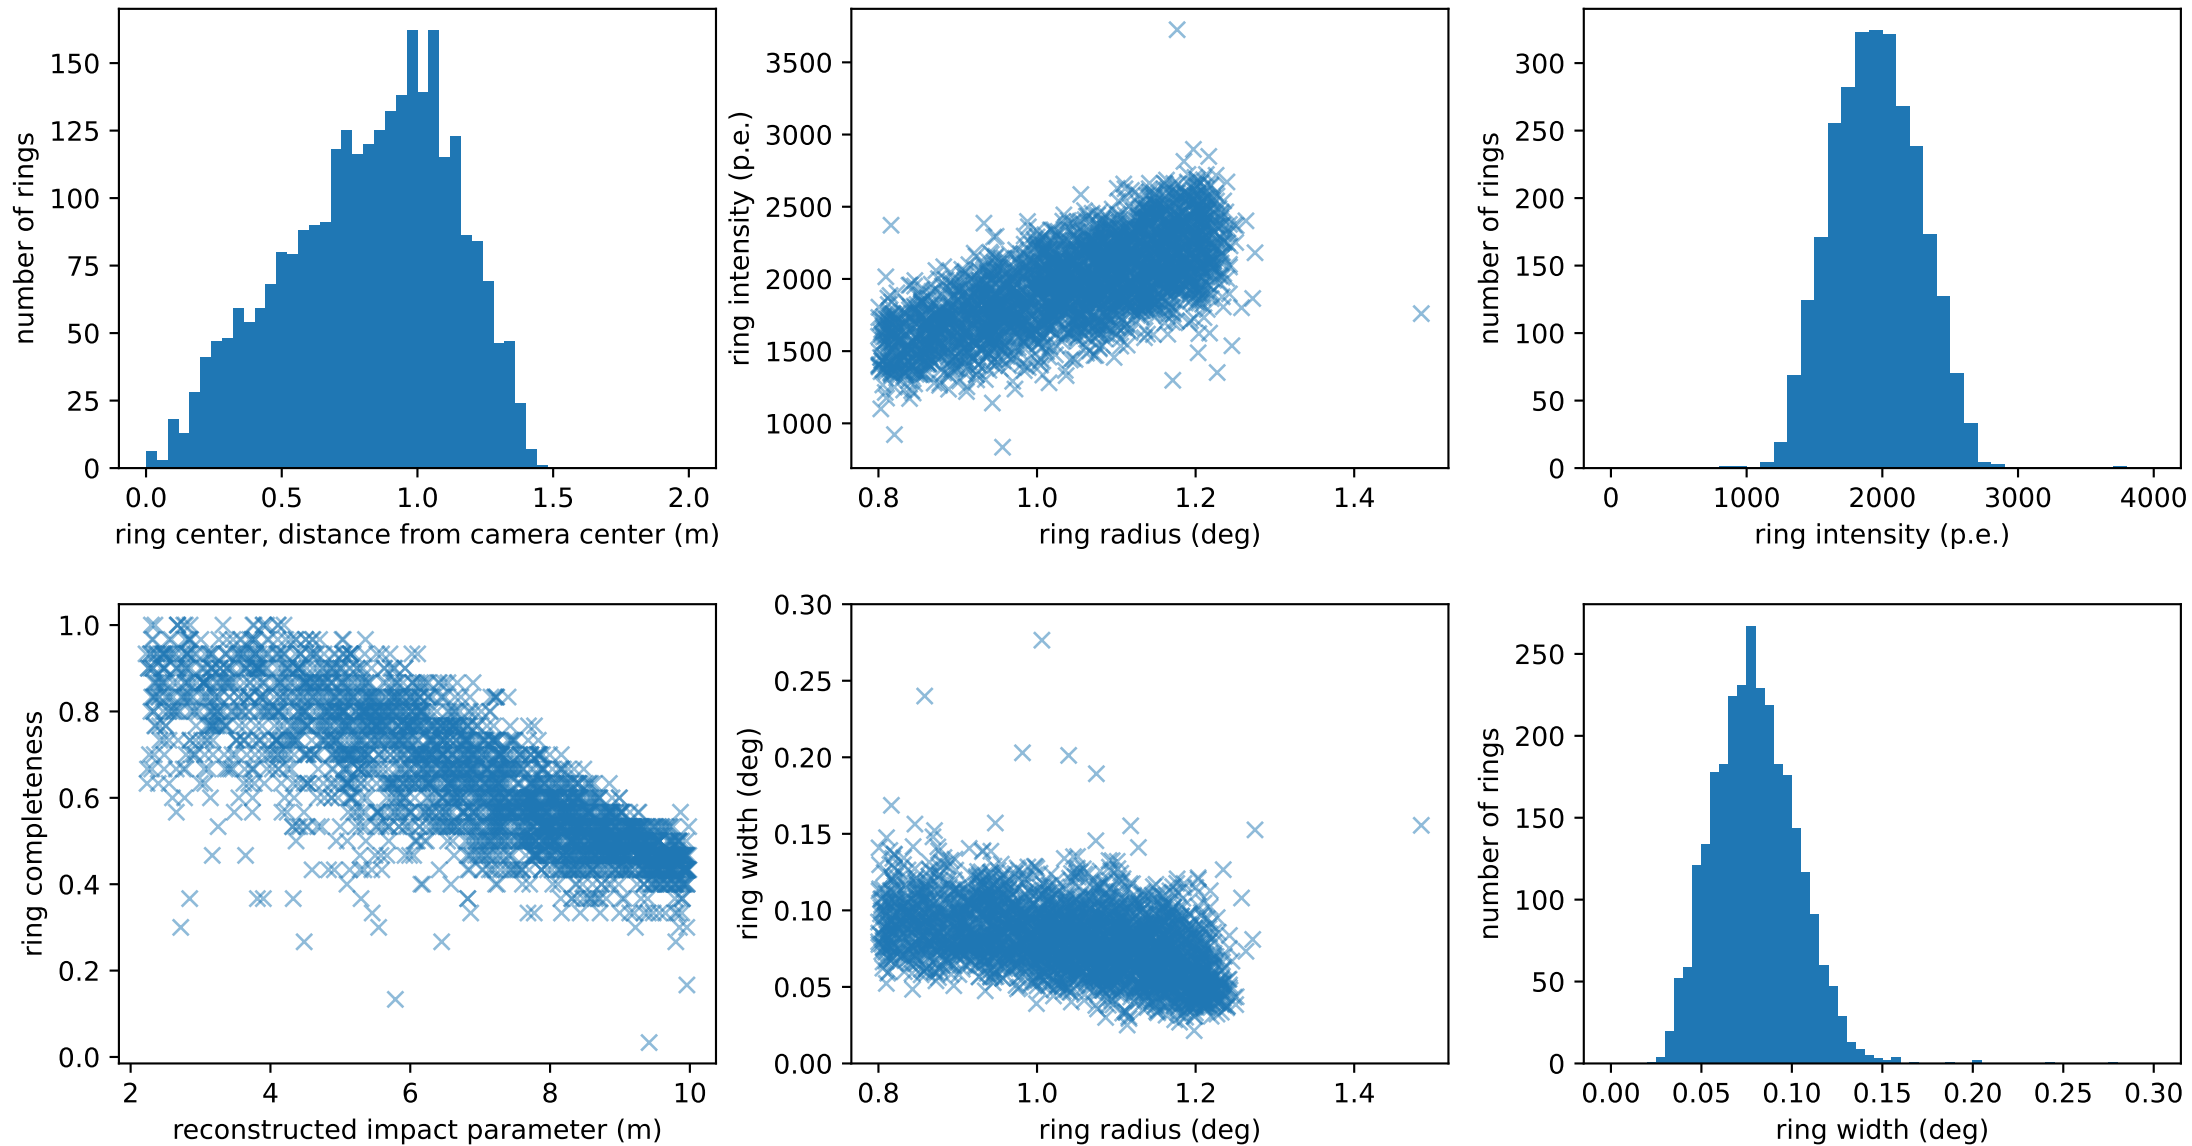 150
125
100
75
50
25
0
number of rings
0.0 0.5 1.0 1.5 2.0
ring center, distance from camera center (m)
3500
3000
2500
2000
1500
1000
ring intensity (p.e.)
0.8 1.0 1.2 1.4
ring radius (deg)
300
250
200
150
100
50
0
number of rings
0 1000 2000 3000 4000
ring intensity (p.e.)
1.0
0.8
0.6
0.4
0.2
0.0
ring completeness
2 4 6 8 10
reconstructed impact parameter (m)
0.30
0.25
0.20
0.15
0.10
0.05
0.00
ring width (deg)
0.8 1.0 1.2 1.4
ring radius (deg)
250
200
150
100
50
0
number of rings
0.00 0.05 0.10 0.15 0.20 0.25 0.30
ring width (deg)